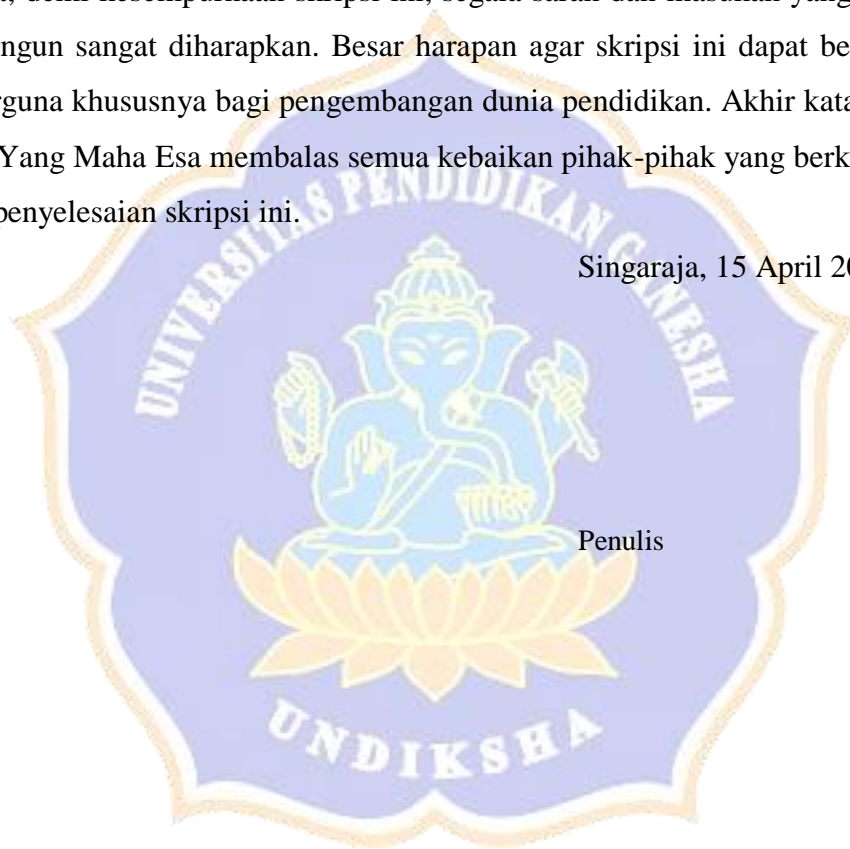 demi kesempurnaan skripsi ini, segala saran dan masukan yang
ngun sangat diharapkan. Besar harapan agar skripsi ini dapat be
rguna khususnya bagi pengembangan dunia pendidikan. Akhir kata
Yang Maha Esa membalas semua kebaikan pihak-pihak yang berk
penyelesaian skripsi ini.
Singaraja, 15 April 20
UNIVERSITAS PENDIDIKAN GANESHA
Penulis
UNDIKSHA